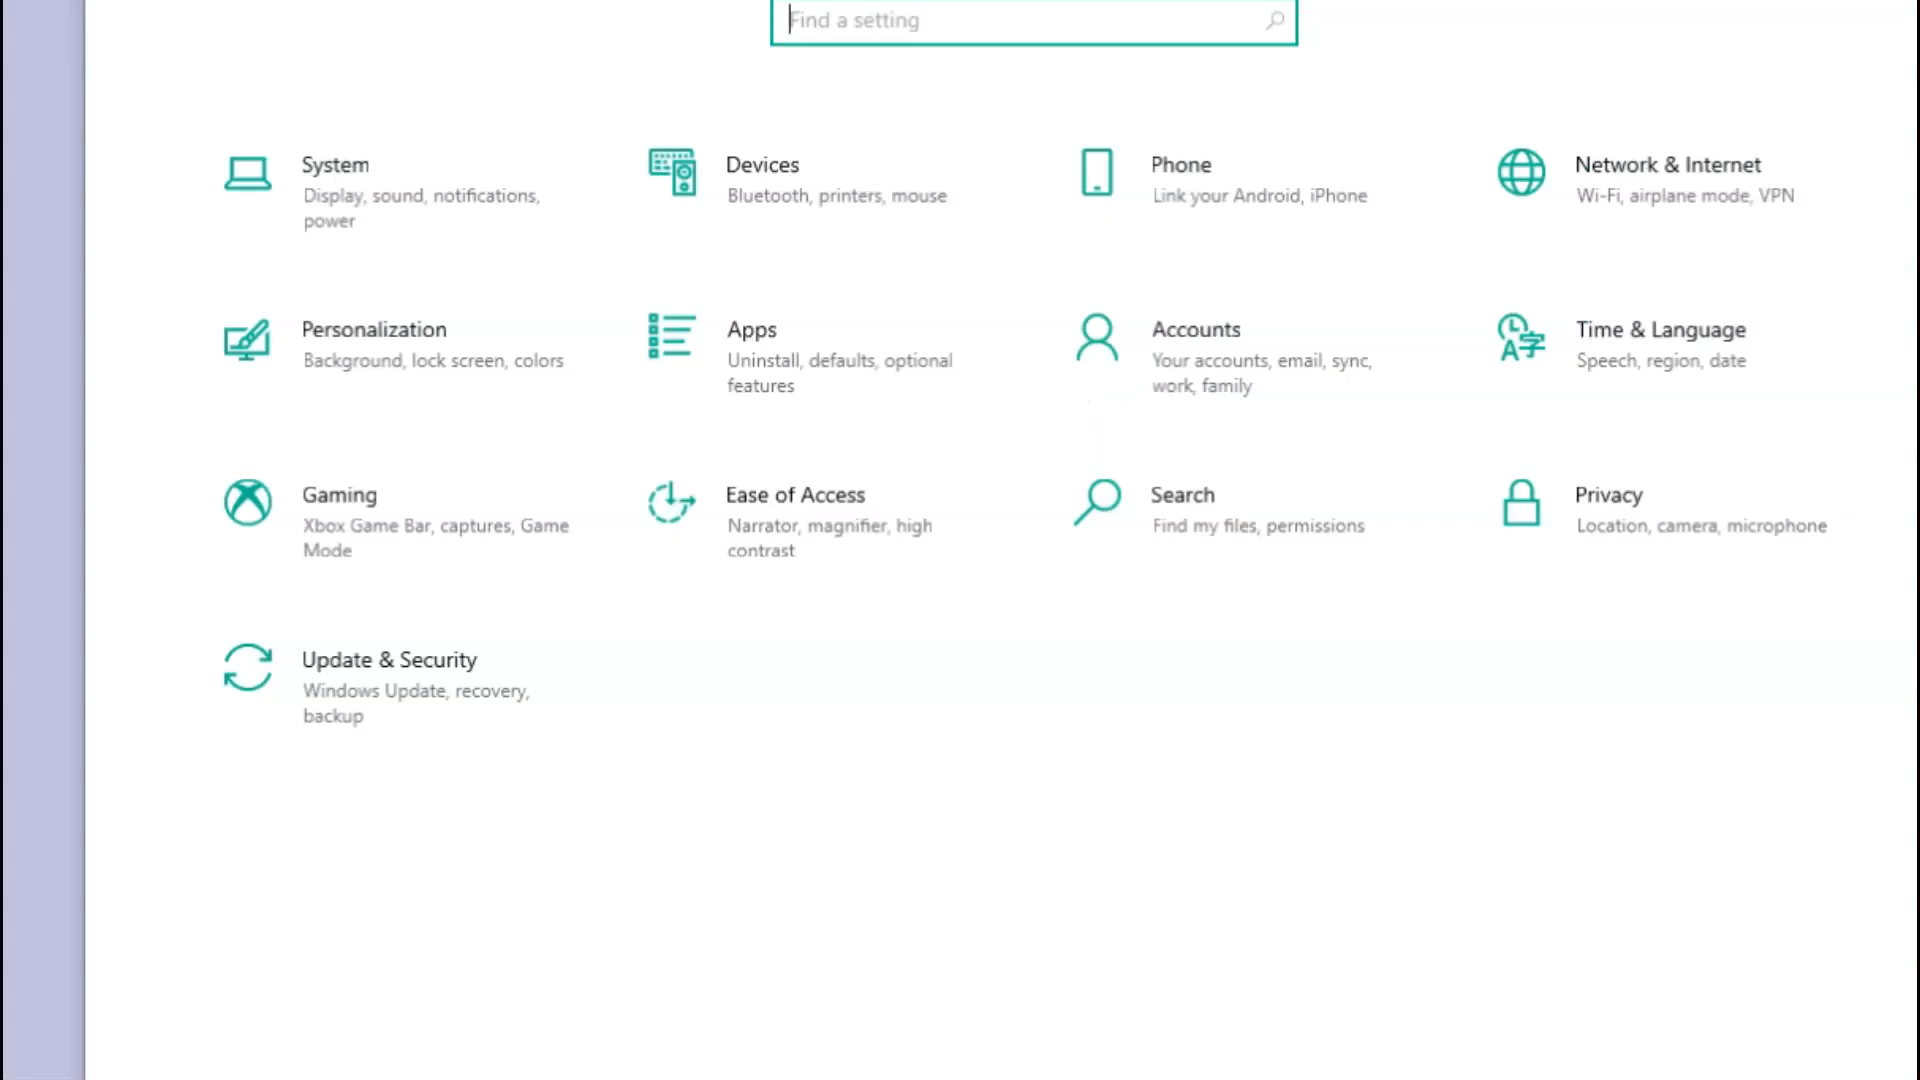 Find a setting
System
Display, sound, notifications,
power
Devices
Bluetooth, printers, mouse
Phone
Link your Android, iPhone
Network & Internet
Wi-Fi, airplane mode, VPN
Personalization
Background, lock screen, colors
Apps
Uninstall, defaults, optional
features
Accounts
Your accounts, email, sync,
work, family
Time & Language
Speech, region, date
Gaming
Xbox Game Bar, captures, Game
Mode
Ease of Access
Narrator, magnifier, high
contrast
Search
Find my files, permissions
Privacy
Location, camera, microphone
Update & Security
Windows Update, recovery,
backup